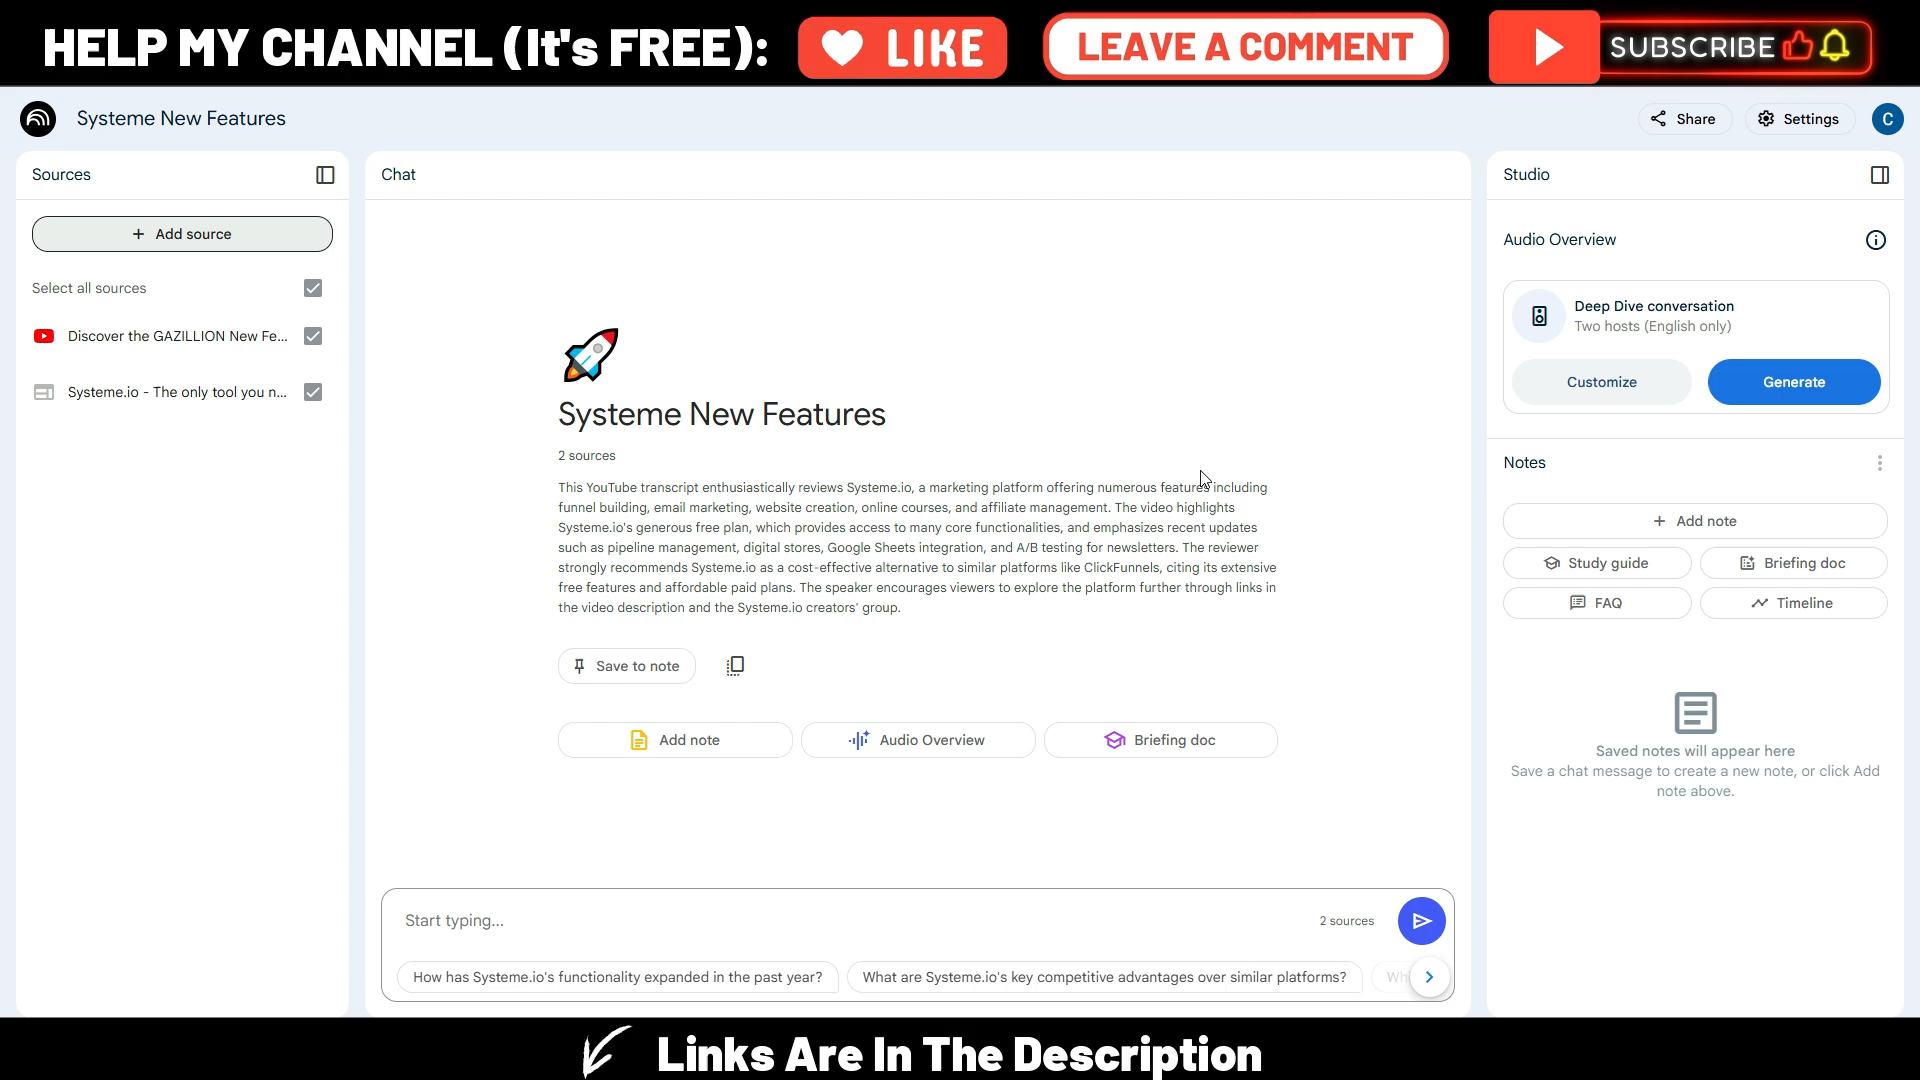 HELP MY CHANNEL (It's FREE):
LIKE
LEAVE A COMMENT
SUBSCRIBE
Systeme New Features
Share
Settings
C
Sources
Add source
Select all sources
Discover the GAZILLION New Fe...
Systeme.io - The only tool you n...
Chat
Systeme New Features
2 sources
This YouTube transcript enthusiastically reviews Systeme.io, a marketing platform offering numerous features including
funnel building, email marketing, website creation, online courses, and affiliate management. The video highlights
Systeme.io's generous free plan, which provides access to many core functionalities, and emphasizes recent updates
such as pipeline management, digital stores, Google Sheets integration, and A/B testing for newsletters. The reviewer
strongly recommends Systeme.io as a cost-effective alternative to similar platforms like ClickFunnels, citing its extensive
free features and affordable paid plans. The speaker encourages viewers to explore the platform further through links in
the video description and the Systeme.io creators' group.
Save to note
Add note
Audio Overview
Briefing doc
Start typing...
2 sources
How has Systeme.io's functionality expanded in the past year?
What are Systeme.io's key competitive advantages over similar platforms?
Studio
Audio Overview
Deep Dive conversation
Two hosts (English only)
Customize
Generate
Notes
Add note
Study guide
Briefing doc
FAQ
Timeline
Saved notes will appear here
Save a chat message to create a new note, or click Add
note above.
Links Are In The Description